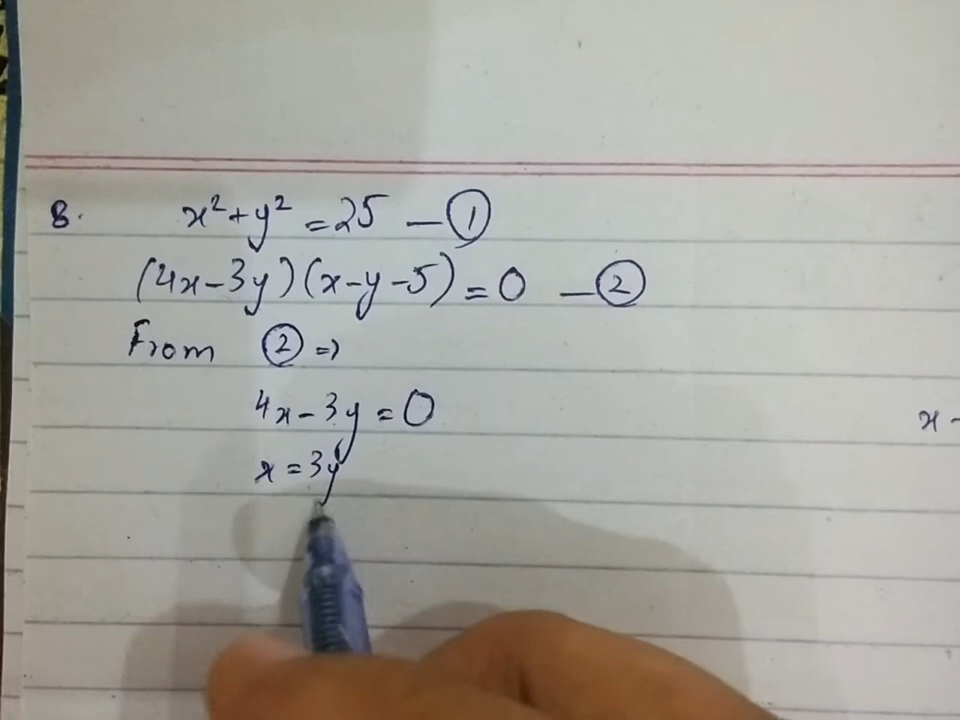 8. x² + y² = 25 — ①
(4x - 3y)(x - y - 5) = 0 — ②
From ② ⇒
4x - 3y = 0
x -
x = 3y